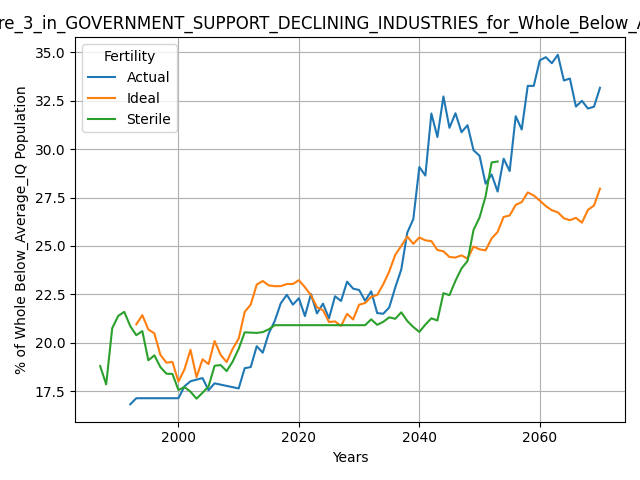 re_3_in_GOVERNMENT_SUPPORT_DECLINING_INDUSTRIES_for_Whole_Below_A
Fertility
Actual
Ideal
Sterile
% of Whole Below_Average_IQ Population
35.0
32.5
30.0
27.5
25.0
22.5
20.0
17.5
2000 2020 2040 2060
Years